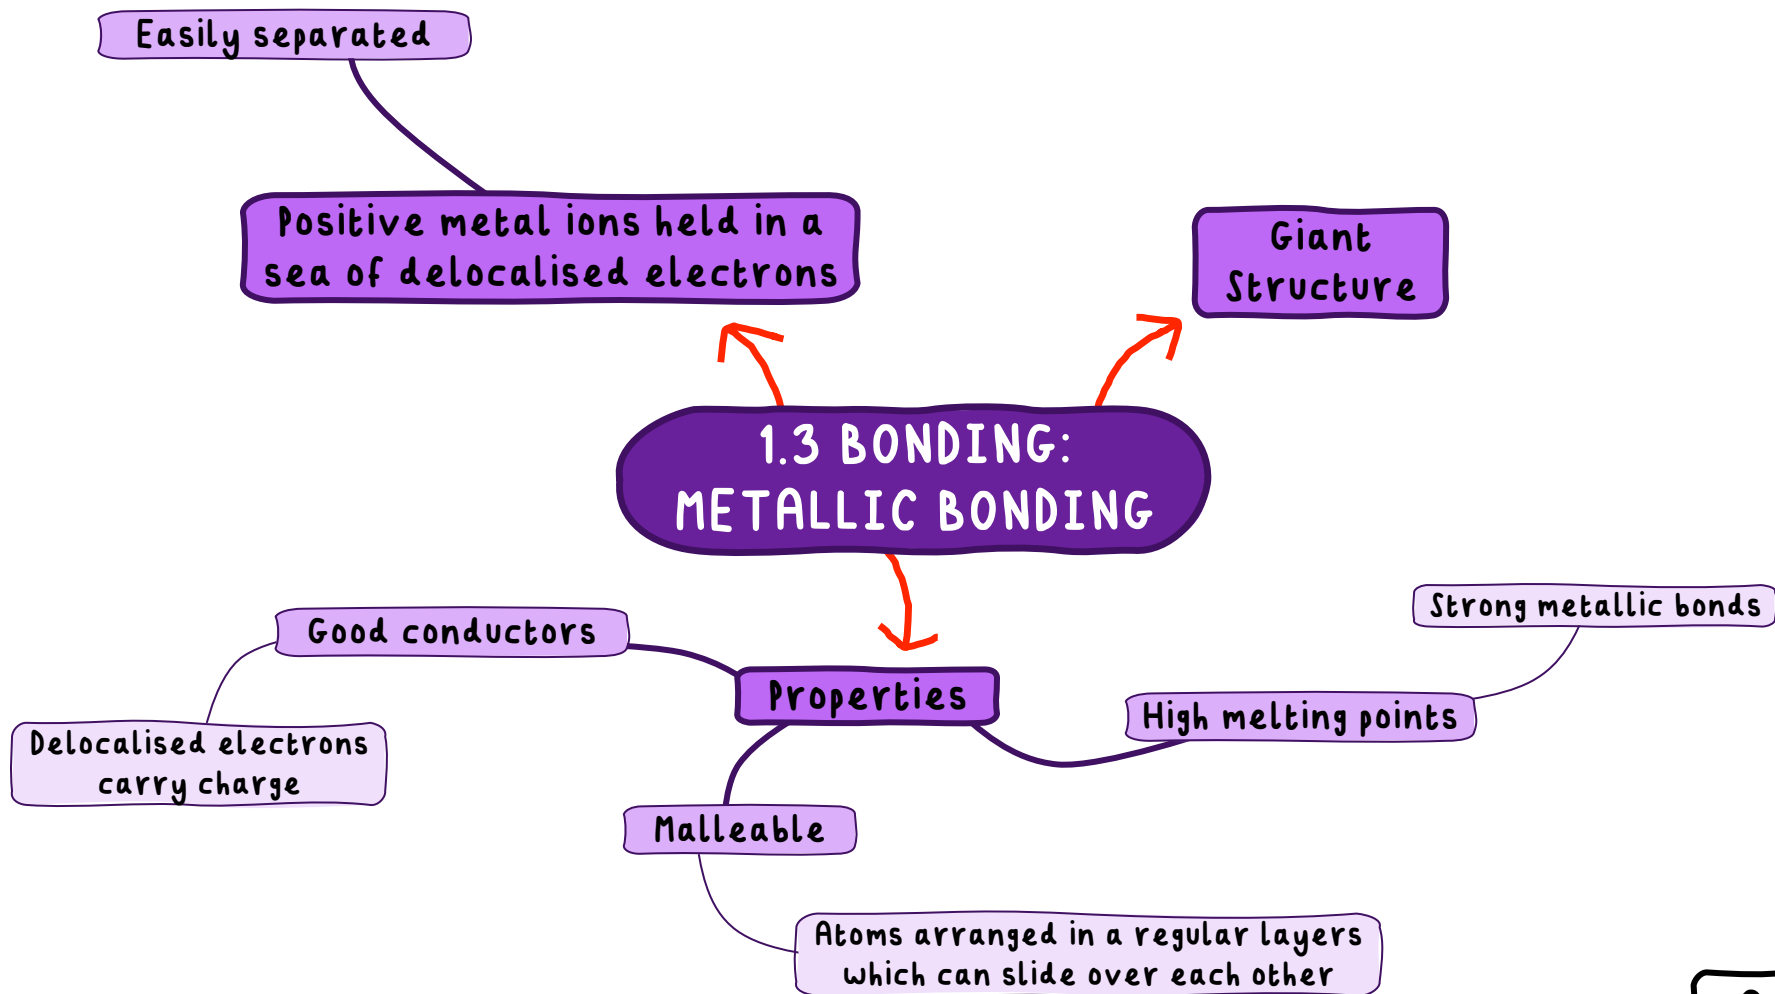 Easily separated
Positive metal ions held in a
sea of delocalised electrons
Giant
Structure
1.3 BONDING:
METALLIC BONDING
Strong metallic bonds
Good conductors
Properties
High melting points
Delocalised electrons
carry charge
Malleable
Atoms arranged in a regular layers
which can slide over each other